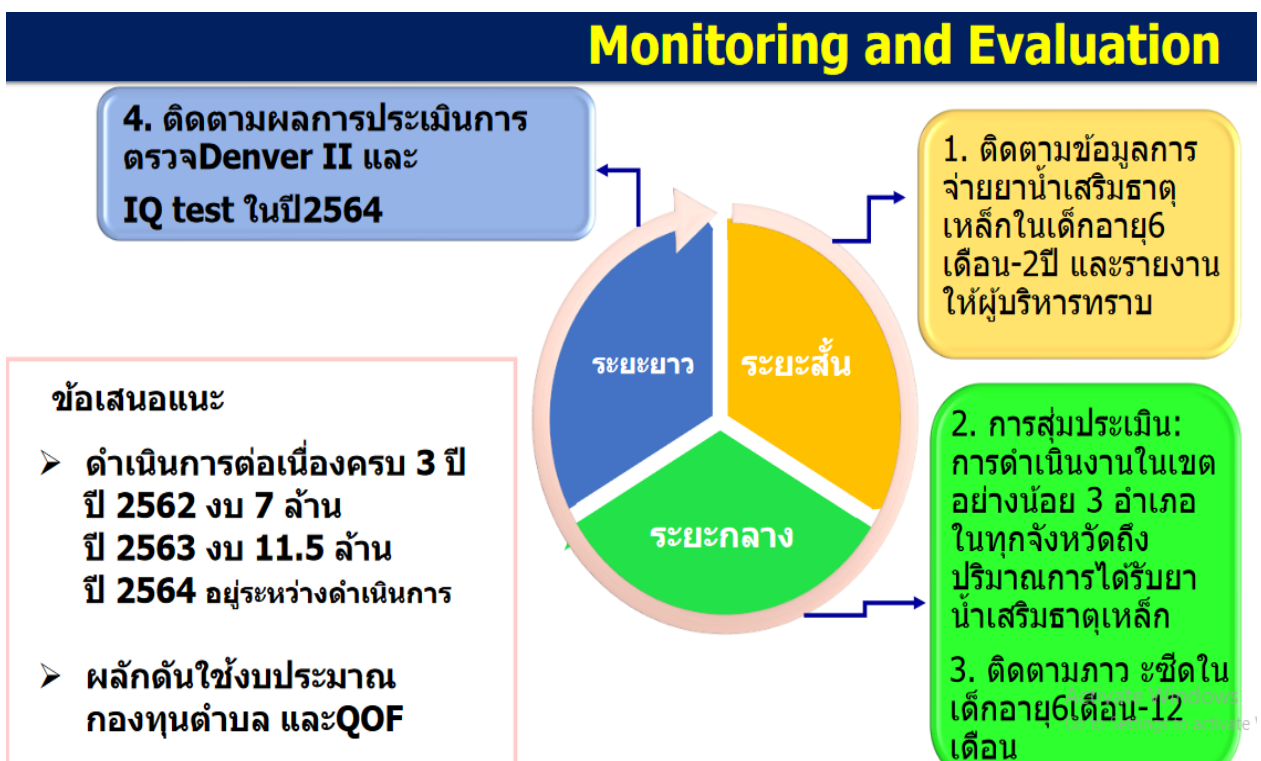 Monitoring and Evaluation
4. ติดตามผลการประเมินการ
ตรวจDenver II และ
IQ test ในปี2564
1. ติดตามข้อมูลการ
จ่ายยาน้ำเสริมธาตุ
เหล็กในเด็กอายุ6
เดือน-2ปี และรายงาน
ให้ผู้บริหารทราบ
ระยะยาว
ระยะสั้น
ระยะกลาง
2. การสุ่มประเมิน:
การดำเนินงานในเขต
อย่างน้อย 3 อำเภอ
ในทุกจังหวัดถึง
ปริมาณการได้รับยา
น้ำเสริมธาตุเหล็ก
3. ติดตามภาว ะซีดใน
เด็กอายุ6เดือน-12
เดือน
ข้อเสนอแนะ
➢ ดำเนินการต่อเนื่องครบ 3 ปี
ปี 2562 งบ 7 ล้าน
ปี 2563 งบ 11.5 ล้าน
ปี 2564 อยู่ระหว่างดำเนินการ
➢ ผลักดันใช้งบประมาณ
กองทุนตำบล และQOF